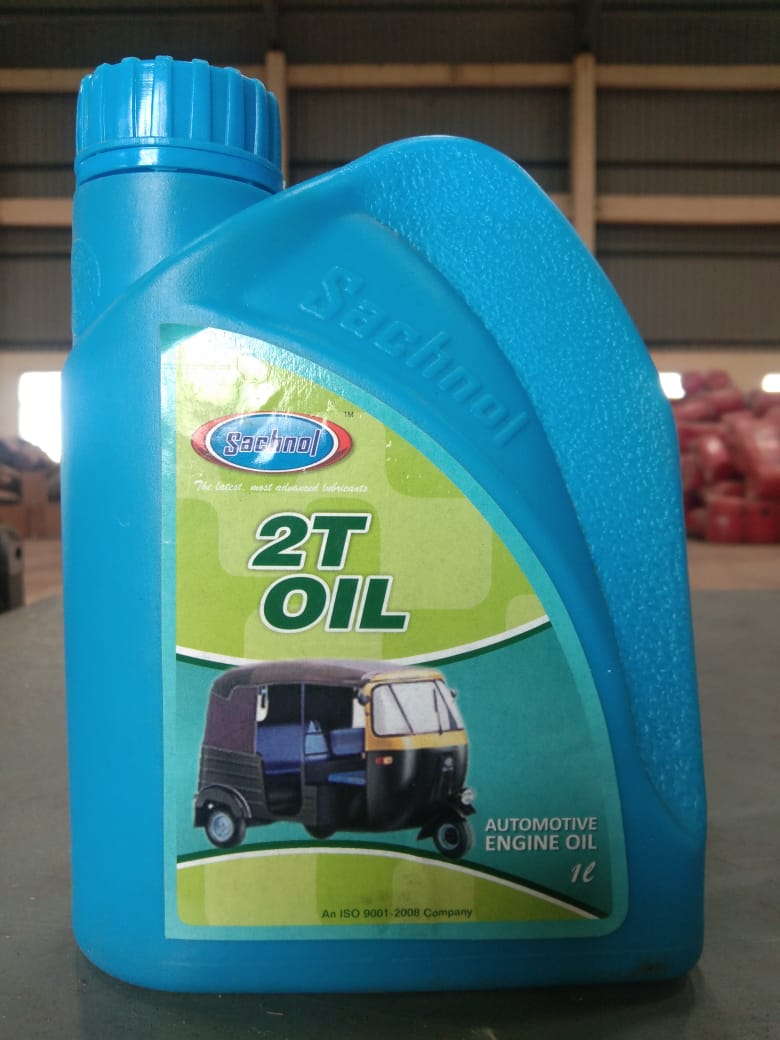 Sachnol
Sachnol
TM
The latest, most advanced lubricants
2T
OIL
AUTOMOTIVE
ENGINE OIL
1L
An ISO 9001-2008 Company